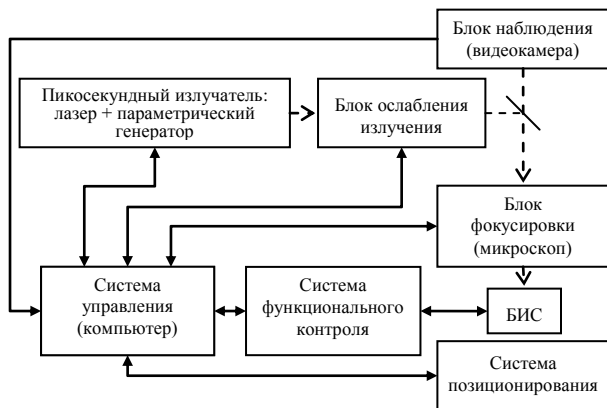 Блок наблюдения
(видеокамера)
Пикосекундный излучатель:
лазер + параметрический
генератор
Блок ослабления
излучения
Блок
фокусировки
(микроскоп)
Система
управления
(компьютер)
Система
функционального
контроля
БИС
Система
позиционирования